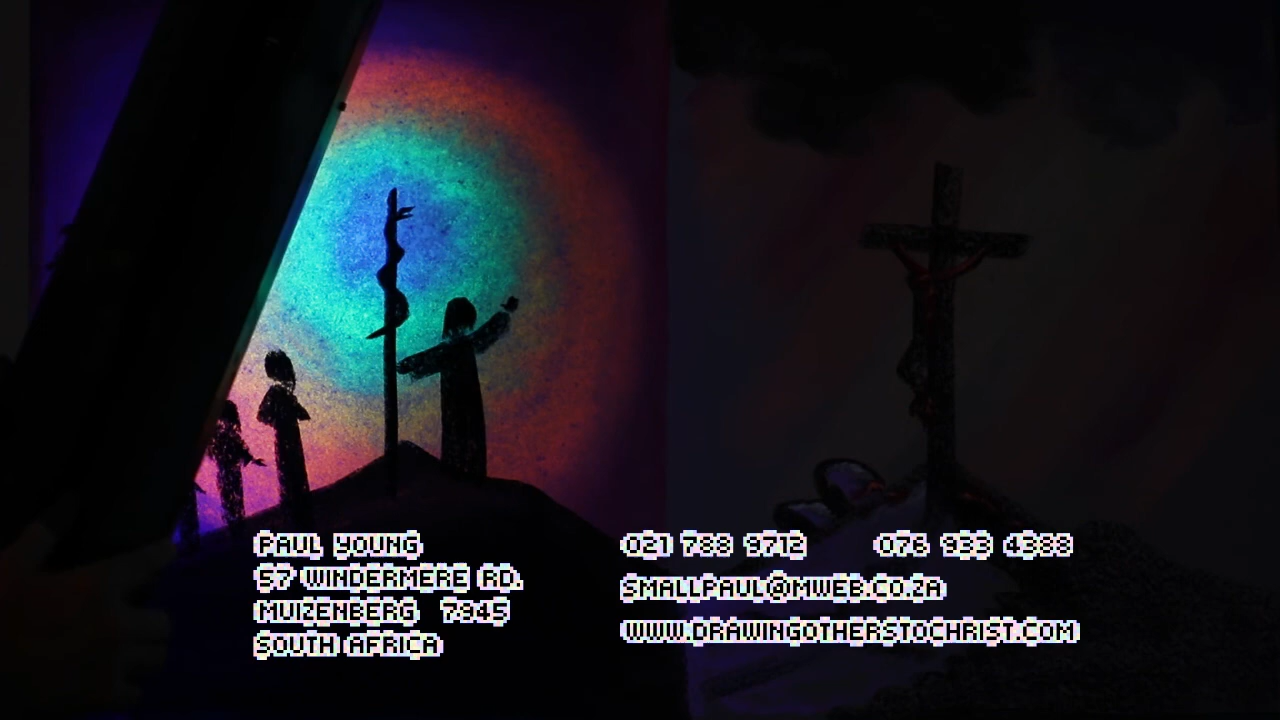 PAUL YOUNG
57 WINDERMERE RD.
MUIZENBERG 7945
SOUTH AFRICA
021 788 9712 076 933 4388
SMALLPAUL@MWEB.CO.ZA
WWW.DRAWINGOTHERSTOCHRIST.COM